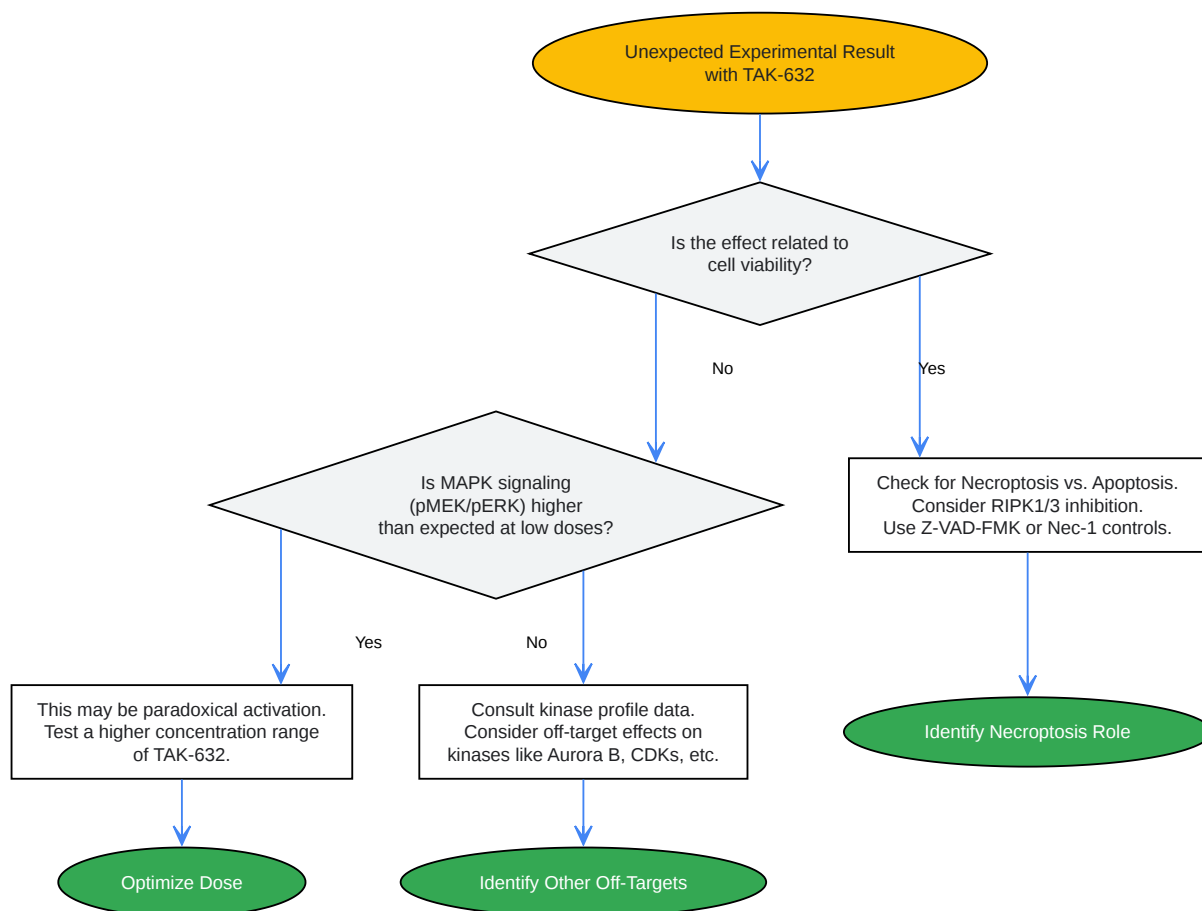 Unexpected Experimental Result
with TAK-632
Is the effect related to
cell viability?
No
Yes
Is MAPK signaling
(pMEK/pERK) higher
than expected at low doses?
Check for Necroptosis vs. Apoptosis.
Consider RIPK1/3 inhibition.
Use Z-VAD-FMK or Nec-1 controls.
Yes
No
This may be paradoxical activation.
Test a higher concentration range
of TAK-632.
Consult kinase profile data.
Consider off-target effects on
kinases like Aurora B, CDKs, etc.
Identify Necroptosis Role
Optimize Dose
Identify Other Off-Targets